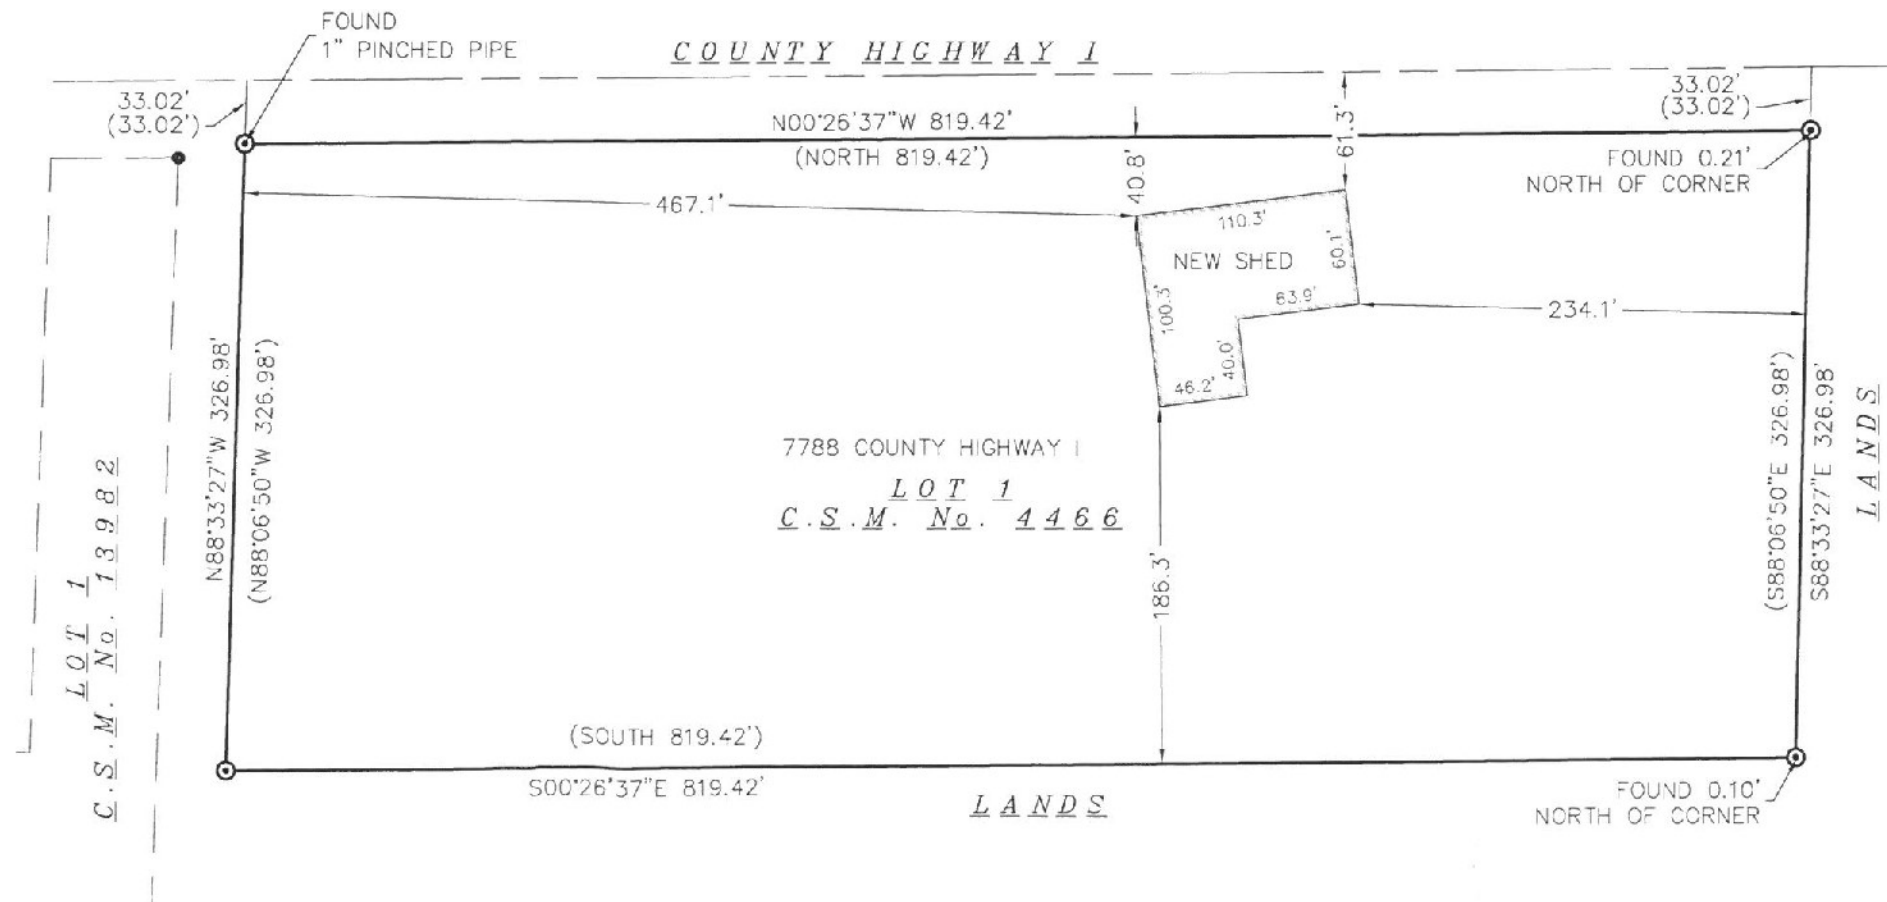 FOUND
1" PINCHED PIPE
COUNTY HIGHWAY I
33.02'
(33.02')
33.02'
(33.02')
N00°26'37"W 819.42'
(NORTH 819.42')
61.3'
40.8'
FOUND 0.21'
NORTH OF CORNER
467.1'
110.3'
NEW SHED
60.1'
100.3'
63.9'
234.1'
40.0'
46.2'
N88°33'27"W 326.98'
(N88°06'50"W 326.98')
(S88°06'50"E 326.98')
S88°33'27"E 326.98'
LANDS
7788 COUNTY HIGHWAY I
LOT 1
C.S.M. No. 4466
LOT 1
C.S.M. No. 13982
186.3'
(SOUTH 819.42')
S00°26'37"E 819.42'
LANDS
FOUND 0.10'
NORTH OF CORNER